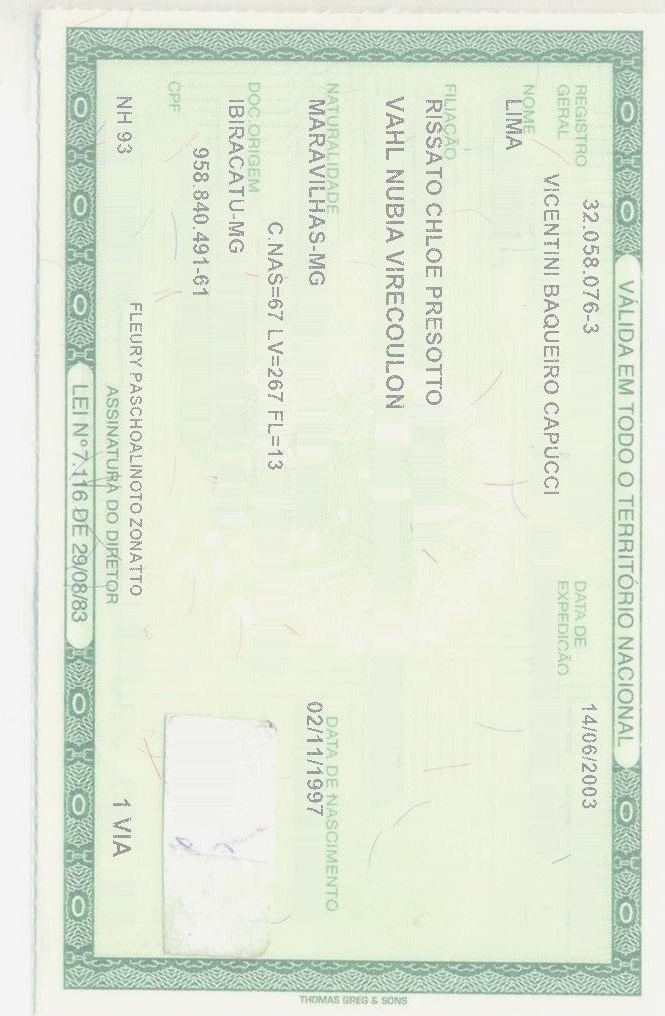 VÁLIDA EM TODO O TERRITÓRIO NACIONAL
REGISTRO GERAL 32.058.076-3 DATA DE EXPEDIÇÃO 14/06/2003
NOME VICENTINI BAQUEIRO CAPUCCI
LIMA
FILIAÇÃO
RISSATO CHLOE PRESOTTO
VAHL NUBIA VIRECOULON
NATURALIDADE DATA DE NASCIMENTO
MARAVILHAS-MG 02/11/1997
DOC ORIGEM C.NAS=67 LV=267 FL=13
IBIRACATU-MG
CPF 958.840.491-61
FLEURY PASCHOALINOTO ZONATTO
NH 93 ASSINATURA DO DIRETOR 1 VIA
LEI Nº 7.116 DE 29/08/83
THOMAS GREG & SONS